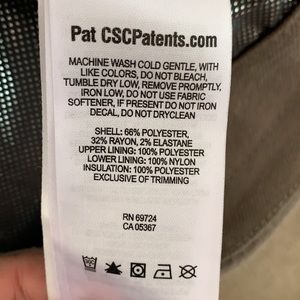 Pat CSCPatents.com
MACHINE WASH COLD GENTLE, WITH
LIKE COLORS, DO NOT BLEACH,
TUMBLE DRY LOW, REMOVE PROMPTLY,
IRON LOW, DO NOT USE FABRIC
SOFTENER, IF PRESENT DO NOT IRON
DECAL, DO NOT DRYCLEAN
SHELL: 66% POLYESTER,
32% RAYON, 2% ELASTANE
UPPER LINING: 100% POLYESTER
LOWER LINING: 100% NYLON
INSULATION: 100% POLYESTER
EXCLUSIVE OF TRIMMING
RN 69724
CA 05367